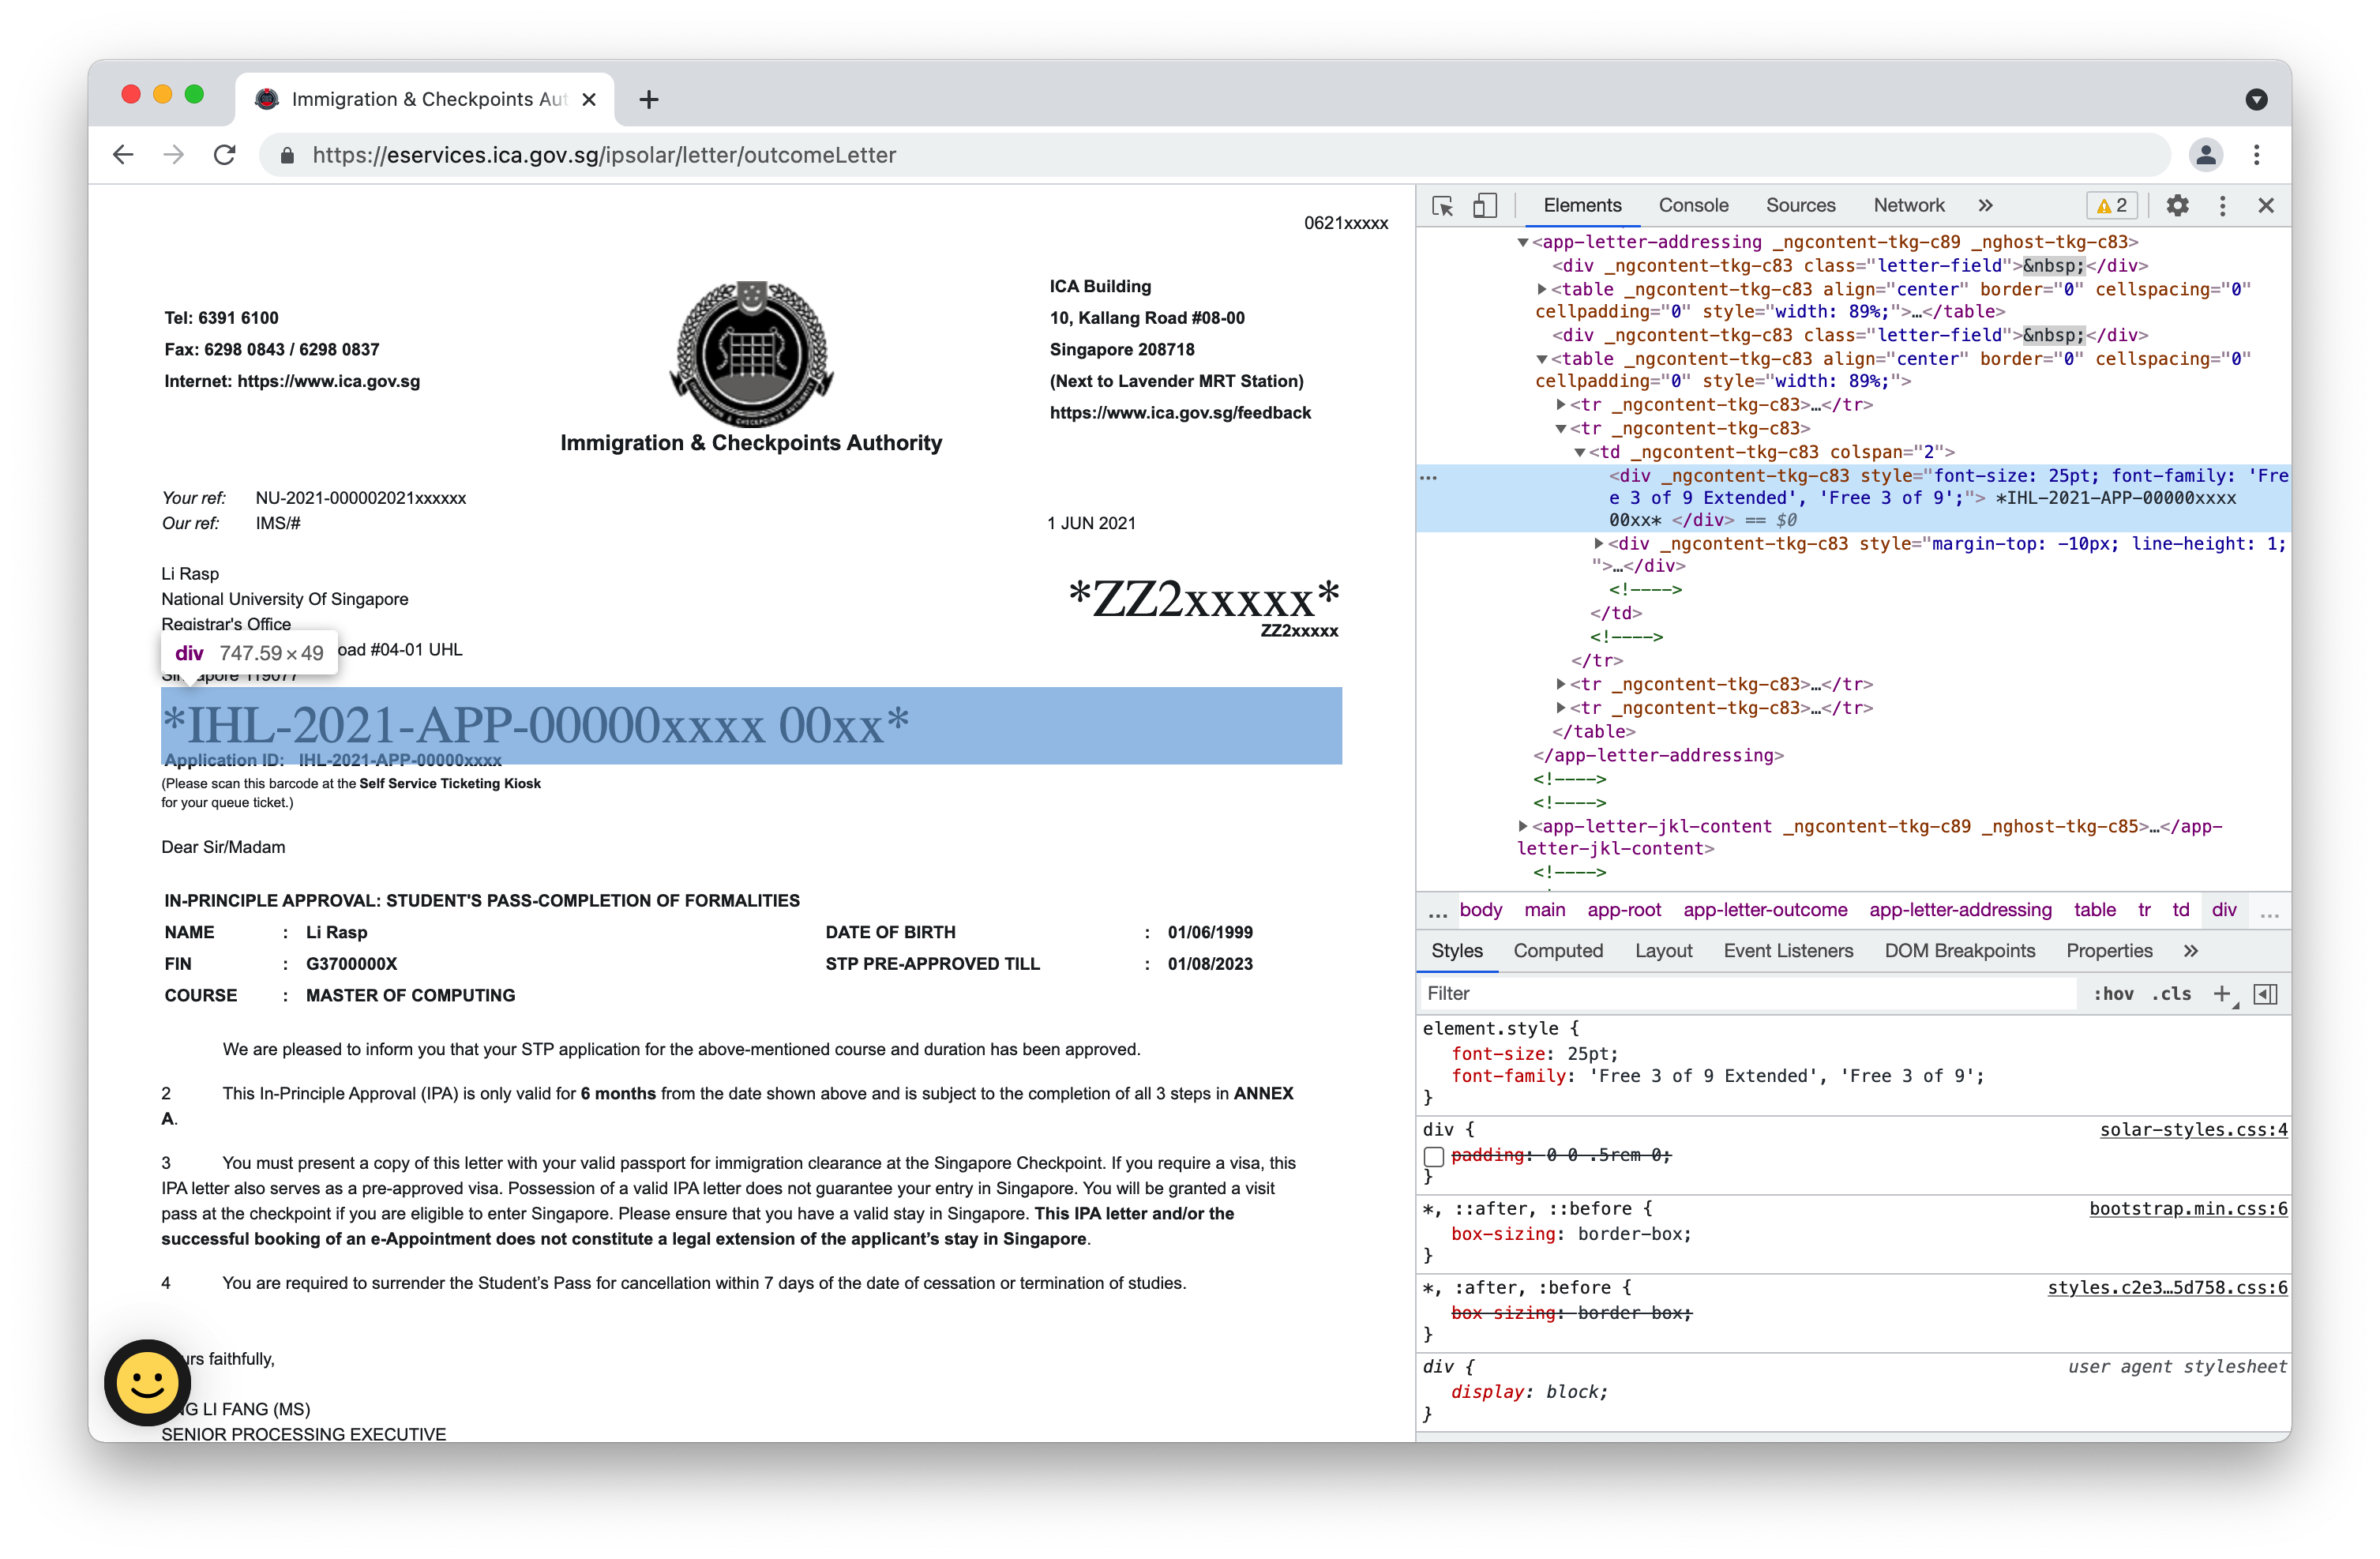 Immigration & Checkpoints Aut
https://eservices.ica.gov.sg/ipsolar/letter/outcomeLetter
0621xxxxx
Tel: 6391 6100
Fax: 6298 0843 / 6298 0837
Internet: https://www.ica.gov.sg
IMMIGRATION & CHECKPOINTS AUTHORITY
Immigration & Checkpoints Authority
ICA Building
10, Kallang Road #08-00
Singapore 208718
(Next to Lavender MRT Station)
https://www.ica.gov.sg/feedback
Your ref: NU-2021-000002021xxxxxx
Our ref: IMS/# 1 JUN 2021
Li Rasp
National University Of Singapore
Registrar's Office
oad #04-01 UHL
Singapore 119077
div 747.59 × 49
*ZZ2xxxxx*
ZZ2xxxxx
*IHL-2021-APP-00000xxxx 00xx*
Application ID: IHL-2021-APP-00000xxxx
(Please scan this barcode at the Self Service Ticketing Kiosk
for your queue ticket.)
Dear Sir/Madam
IN-PRINCIPLE APPROVAL: STUDENT'S PASS-COMPLETION OF FORMALITIES
NAME : Li Rasp DATE OF BIRTH : 01/06/1999
FIN : G3700000X STP PRE-APPROVED TILL : 01/08/2023
COURSE : MASTER OF COMPUTING
We are pleased to inform you that your STP application for the above-mentioned course and duration has been approved.
2 This In-Principle Approval (IPA) is only valid for 6 months from the date shown above and is subject to the completion of all 3 steps in ANNEX
A.
3 You must present a copy of this letter with your valid passport for immigration clearance at the Singapore Checkpoint. If you require a visa, this
IPA letter also serves as a pre-approved visa. Possession of a valid IPA letter does not guarantee your entry in Singapore. You will be granted a visit
pass at the checkpoint if you are eligible to enter Singapore. Please ensure that you have a valid stay in Singapore. This IPA letter and/or the
successful booking of an e-Appointment does not constitute a legal extension of the applicant's stay in Singapore.
4 You are required to surrender the Student's Pass for cancellation within 7 days of the date of cessation or termination of studies.
urs faithfully,
NG LI FANG (MS)
SENIOR PROCESSING EXECUTIVE
Elements Console Sources Network » 2
▼<app-letter-addressing _ngcontent-tkg-c89 _nghost-tkg-c83>
<div _ngcontent-tkg-c83 class="letter-field">&nbsp;</div>
▶<table _ngcontent-tkg-c83 align="center" border="0" cellspacing="0"
cellpadding="0" style="width: 89%;">…</table>
<div _ngcontent-tkg-c83 class="letter-field">&nbsp;</div>
▼<table _ngcontent-tkg-c83 align="center" border="0" cellspacing="0"
cellpadding="0" style="width: 89%;">
▶<tr _ngcontent-tkg-c83>…</tr>
▼<tr _ngcontent-tkg-c83>
▼<td _ngcontent-tkg-c83 colspan="2">
… <div _ngcontent-tkg-c83 style="font-size: 25pt; font-family: 'Fre
e 3 of 9 Extended', 'Free 3 of 9';"> *IHL-2021-APP-00000xxxx
00xx* </div> == $0
▶<div _ngcontent-tkg-c83 style="margin-top: -10px; line-height: 1;
">…</div>
<!---->
</td>
<!---->
</tr>
▶<tr _ngcontent-tkg-c83>…</tr>
▶<tr _ngcontent-tkg-c83>…</tr>
</table>
</app-letter-addressing>
<!---->
<!---->
▶<app-letter-jkl-content _ngcontent-tkg-c89 _nghost-tkg-c85>…</app-
letter-jkl-content>
<!---->
… body main app-root app-letter-outcome app-letter-addressing table tr td div …
Styles Computed Layout Event Listeners DOM Breakpoints Properties »
Filter :hov .cls +
element.style {
font-size: 25pt;
font-family: 'Free 3 of 9 Extended', 'Free 3 of 9';
}
div { solar-styles.css:4
padding: 0 0 .5rem 0;
}
*, ::after, ::before { bootstrap.min.css:6
box-sizing: border-box;
}
*, :after, :before { styles.c2e3…5d758.css:6
box-sizing: border-box;
}
div { user agent stylesheet
display: block;
}